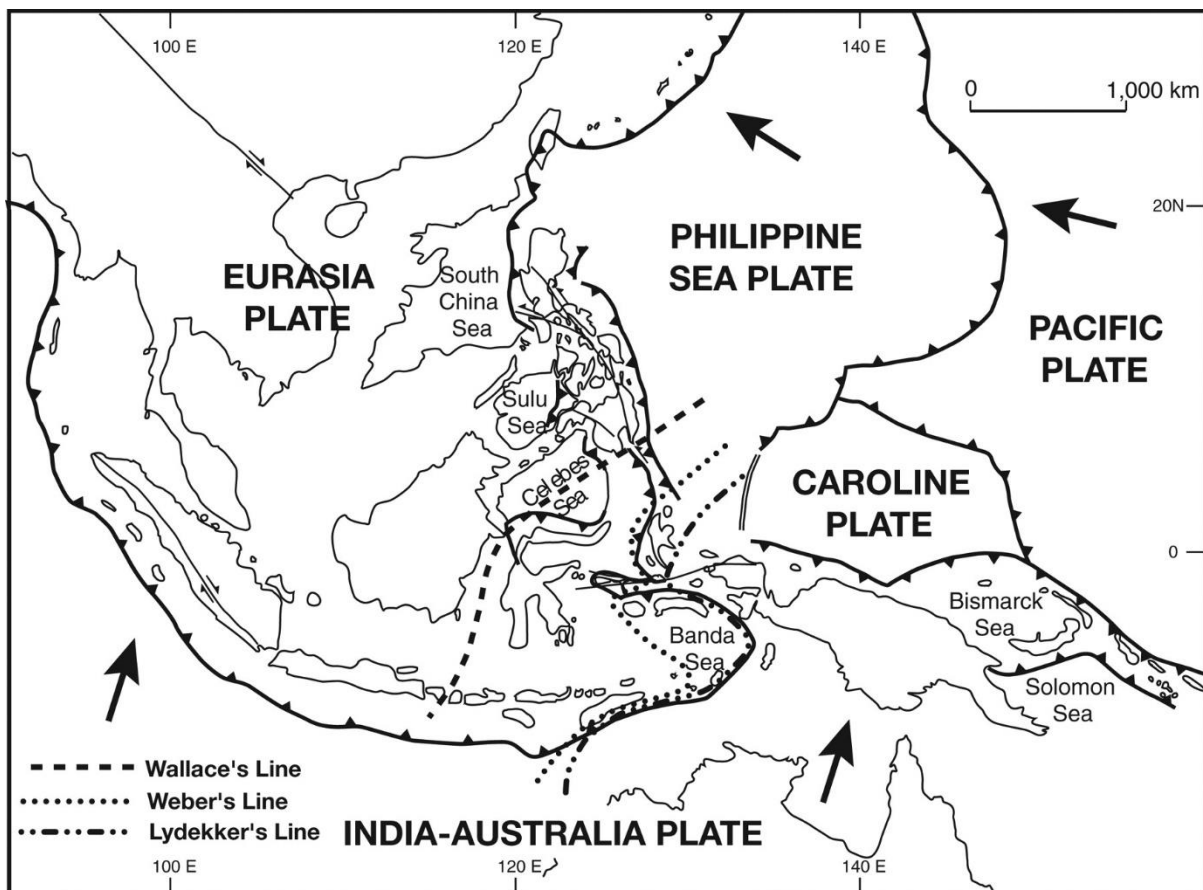 100 E
120 E
140 E
0
1,000 km
20N
PHILIPPINE
SEA PLATE
EURASIA
PLATE
South
China
Sea
PACIFIC
PLATE
Sulu
Sea
Celebes
Sea
CAROLINE
PLATE
0
Bismarck
Sea
Banda
Sea
Solomon
Sea
Wallace's Line
Weber's Line
Lydekker's Line
INDIA-AUSTRALIA PLATE
100 E
120 E
140 E